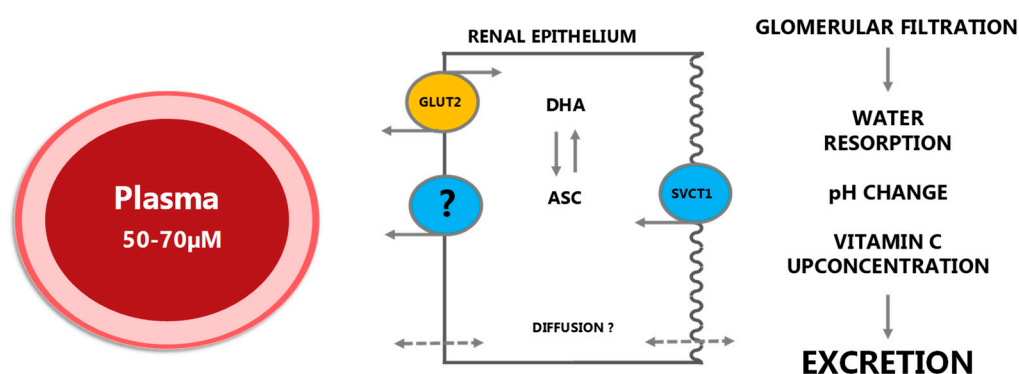 Plasma
50-70µM
RENAL EPITHELIUM
GLUT2
DHA
?
ASC
SVCT1
DIFFUSION ?
GLOMERULAR FILTRATION
WATER
RESORPTION
pH CHANGE
VITAMIN C
UPCONCENTRATION
EXCRETION